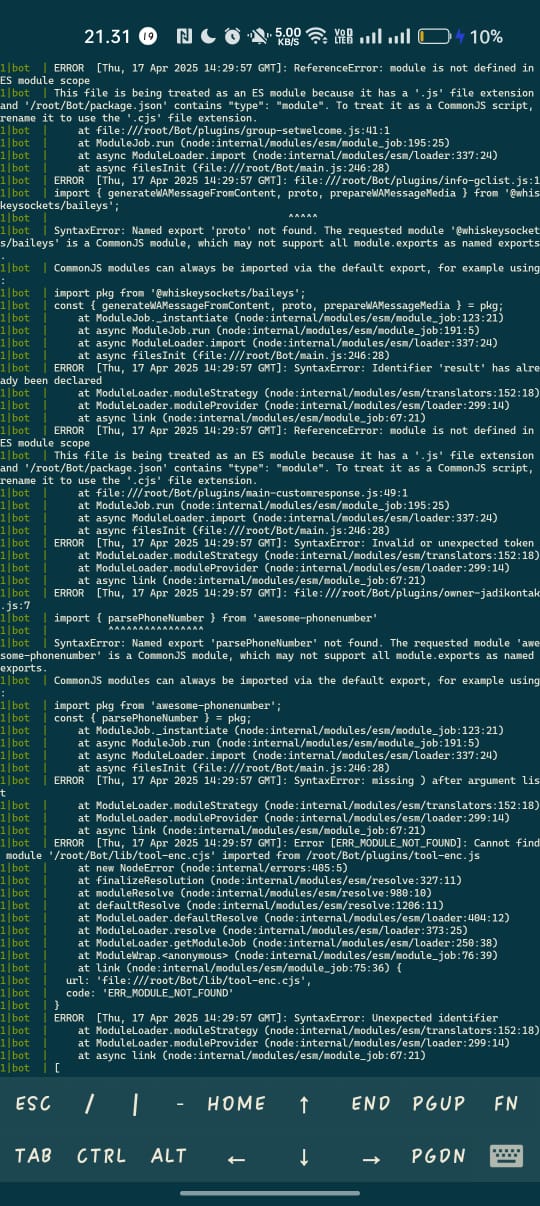 21.31 19 5.00 KB/S VoD LTE2 10%
1|bot | ERROR [Thu, 17 Apr 2025 14:29:57 GMT]: ReferenceError: module is not defined in
ES module scope
1|bot | This file is being treated as an ES module because it has a '.js' file extension
and '/root/Bot/package.json' contains "type": "module". To treat it as a CommonJS script,
rename it to use the '.cjs' file extension.
1|bot | at file:///root/Bot/plugins/group-setwelcome.js:41:1
1|bot | at ModuleJob.run (node:internal/modules/esm/module_job:195:25)
1|bot | at async ModuleLoader.import (node:internal/modules/esm/loader:337:24)
1|bot | at async filesInit (file:///root/Bot/main.js:246:28)
1|bot | ERROR [Thu, 17 Apr 2025 14:29:57 GMT]: file:///root/Bot/plugins/info-gclist.js:1
1|bot | import { generateWAMessageFromContent, proto, prepareWAMessageMedia } from '@whis
keysockets/baileys';
1|bot | ^^^^^
1|bot | SyntaxError: Named export 'proto' not found. The requested module '@whiskeysocket
s/baileys' is a CommonJS module, which may not support all module.exports as named exports
.
1|bot | CommonJS modules can always be imported via the default export, for example using
:
1|bot | import pkg from '@whiskeysockets/baileys';
1|bot | const { generateWAMessageFromContent, proto, prepareWAMessageMedia } = pkg;
1|bot | at ModuleJob._instantiate (node:internal/modules/esm/module_job:123:21)
1|bot | at async ModuleJob.run (node:internal/modules/esm/module_job:191:5)
1|bot | at async ModuleLoader.import (node:internal/modules/esm/loader:337:24)
1|bot | at async filesInit (file:///root/Bot/main.js:246:28)
1|bot | ERROR [Thu, 17 Apr 2025 14:29:57 GMT]: SyntaxError: Identifier 'result' has alre
ady been declared
1|bot | at ModuleLoader.moduleStrategy (node:internal/modules/esm/translators:152:18)
1|bot | at ModuleLoader.moduleProvider (node:internal/modules/esm/loader:299:14)
1|bot | at async link (node:internal/modules/esm/module_job:67:21)
1|bot | ERROR [Thu, 17 Apr 2025 14:29:57 GMT]: ReferenceError: module is not defined in
ES module scope
1|bot | This file is being treated as an ES module because it has a '.js' file extension
and '/root/Bot/package.json' contains "type": "module". To treat it as a CommonJS script,
rename it to use the '.cjs' file extension.
1|bot | at file:///root/Bot/plugins/main-customresponse.js:49:1
1|bot | at ModuleJob.run (node:internal/modules/esm/module_job:195:25)
1|bot | at async ModuleLoader.import (node:internal/modules/esm/loader:337:24)
1|bot | at async filesInit (file:///root/Bot/main.js:246:28)
1|bot | ERROR [Thu, 17 Apr 2025 14:29:57 GMT]: SyntaxError: Invalid or unexpected token
1|bot | at ModuleLoader.moduleStrategy (node:internal/modules/esm/translators:152:18)
1|bot | at ModuleLoader.moduleProvider (node:internal/modules/esm/loader:299:14)
1|bot | at async link (node:internal/modules/esm/module_job:67:21)
1|bot | ERROR [Thu, 17 Apr 2025 14:29:57 GMT]: file:///root/Bot/plugins/owner-jadikontak
.js:7
1|bot | import { parsePhoneNumber } from 'awesome-phonenumber'
1|bot | ^^^^^^^^^^^^^^^^
1|bot | SyntaxError: Named export 'parsePhoneNumber' not found. The requested module 'awe
some-phonenumber' is a CommonJS module, which may not support all module.exports as named
exports.
1|bot | CommonJS modules can always be imported via the default export, for example using
:
1|bot | import pkg from 'awesome-phonenumber';
1|bot | const { parsePhoneNumber } = pkg;
1|bot | at ModuleJob._instantiate (node:internal/modules/esm/module_job:123:21)
1|bot | at async ModuleJob.run (node:internal/modules/esm/module_job:191:5)
1|bot | at async ModuleLoader.import (node:internal/modules/esm/loader:337:24)
1|bot | at async filesInit (file:///root/Bot/main.js:246:28)
1|bot | ERROR [Thu, 17 Apr 2025 14:29:57 GMT]: SyntaxError: missing ) after argument lis
t
1|bot | at ModuleLoader.moduleStrategy (node:internal/modules/esm/translators:152:18)
1|bot | at ModuleLoader.moduleProvider (node:internal/modules/esm/loader:299:14)
1|bot | at async link (node:internal/modules/esm/module_job:67:21)
1|bot | ERROR [Thu, 17 Apr 2025 14:29:57 GMT]: Error [ERR_MODULE_NOT_FOUND]: Cannot find
module '/root/Bot/lib/tool-enc.cjs' imported from /root/Bot/plugins/tool-enc.js
1|bot | at new NodeError (node:internal/errors:405:5)
1|bot | at finalizeResolution (node:internal/modules/esm/resolve:327:11)
1|bot | at moduleResolve (node:internal/modules/esm/resolve:980:10)
1|bot | at defaultResolve (node:internal/modules/esm/resolve:1206:11)
1|bot | at ModuleLoader.defaultResolve (node:internal/modules/esm/loader:404:12)
1|bot | at ModuleLoader.resolve (node:internal/modules/esm/loader:373:25)
1|bot | at ModuleLoader.getModuleJob (node:internal/modules/esm/loader:250:38)
1|bot | at ModuleWrap.<anonymous> (node:internal/modules/esm/module_job:76:39)
1|bot | at link (node:internal/modules/esm/module_job:75:36) {
1|bot | url: 'file:///root/Bot/lib/tool-enc.cjs',
1|bot | code: 'ERR_MODULE_NOT_FOUND'
1|bot | }
1|bot | ERROR [Thu, 17 Apr 2025 14:29:57 GMT]: SyntaxError: Unexpected identifier
1|bot | at ModuleLoader.moduleStrategy (node:internal/modules/esm/translators:152:18)
1|bot | at ModuleLoader.moduleProvider (node:internal/modules/esm/loader:299:14)
1|bot | at async link (node:internal/modules/esm/module_job:67:21)
1|bot | [
ESC / | - HOME ↑ END PGUP FN
TAB CTRL ALT ← ↓ → PGDN